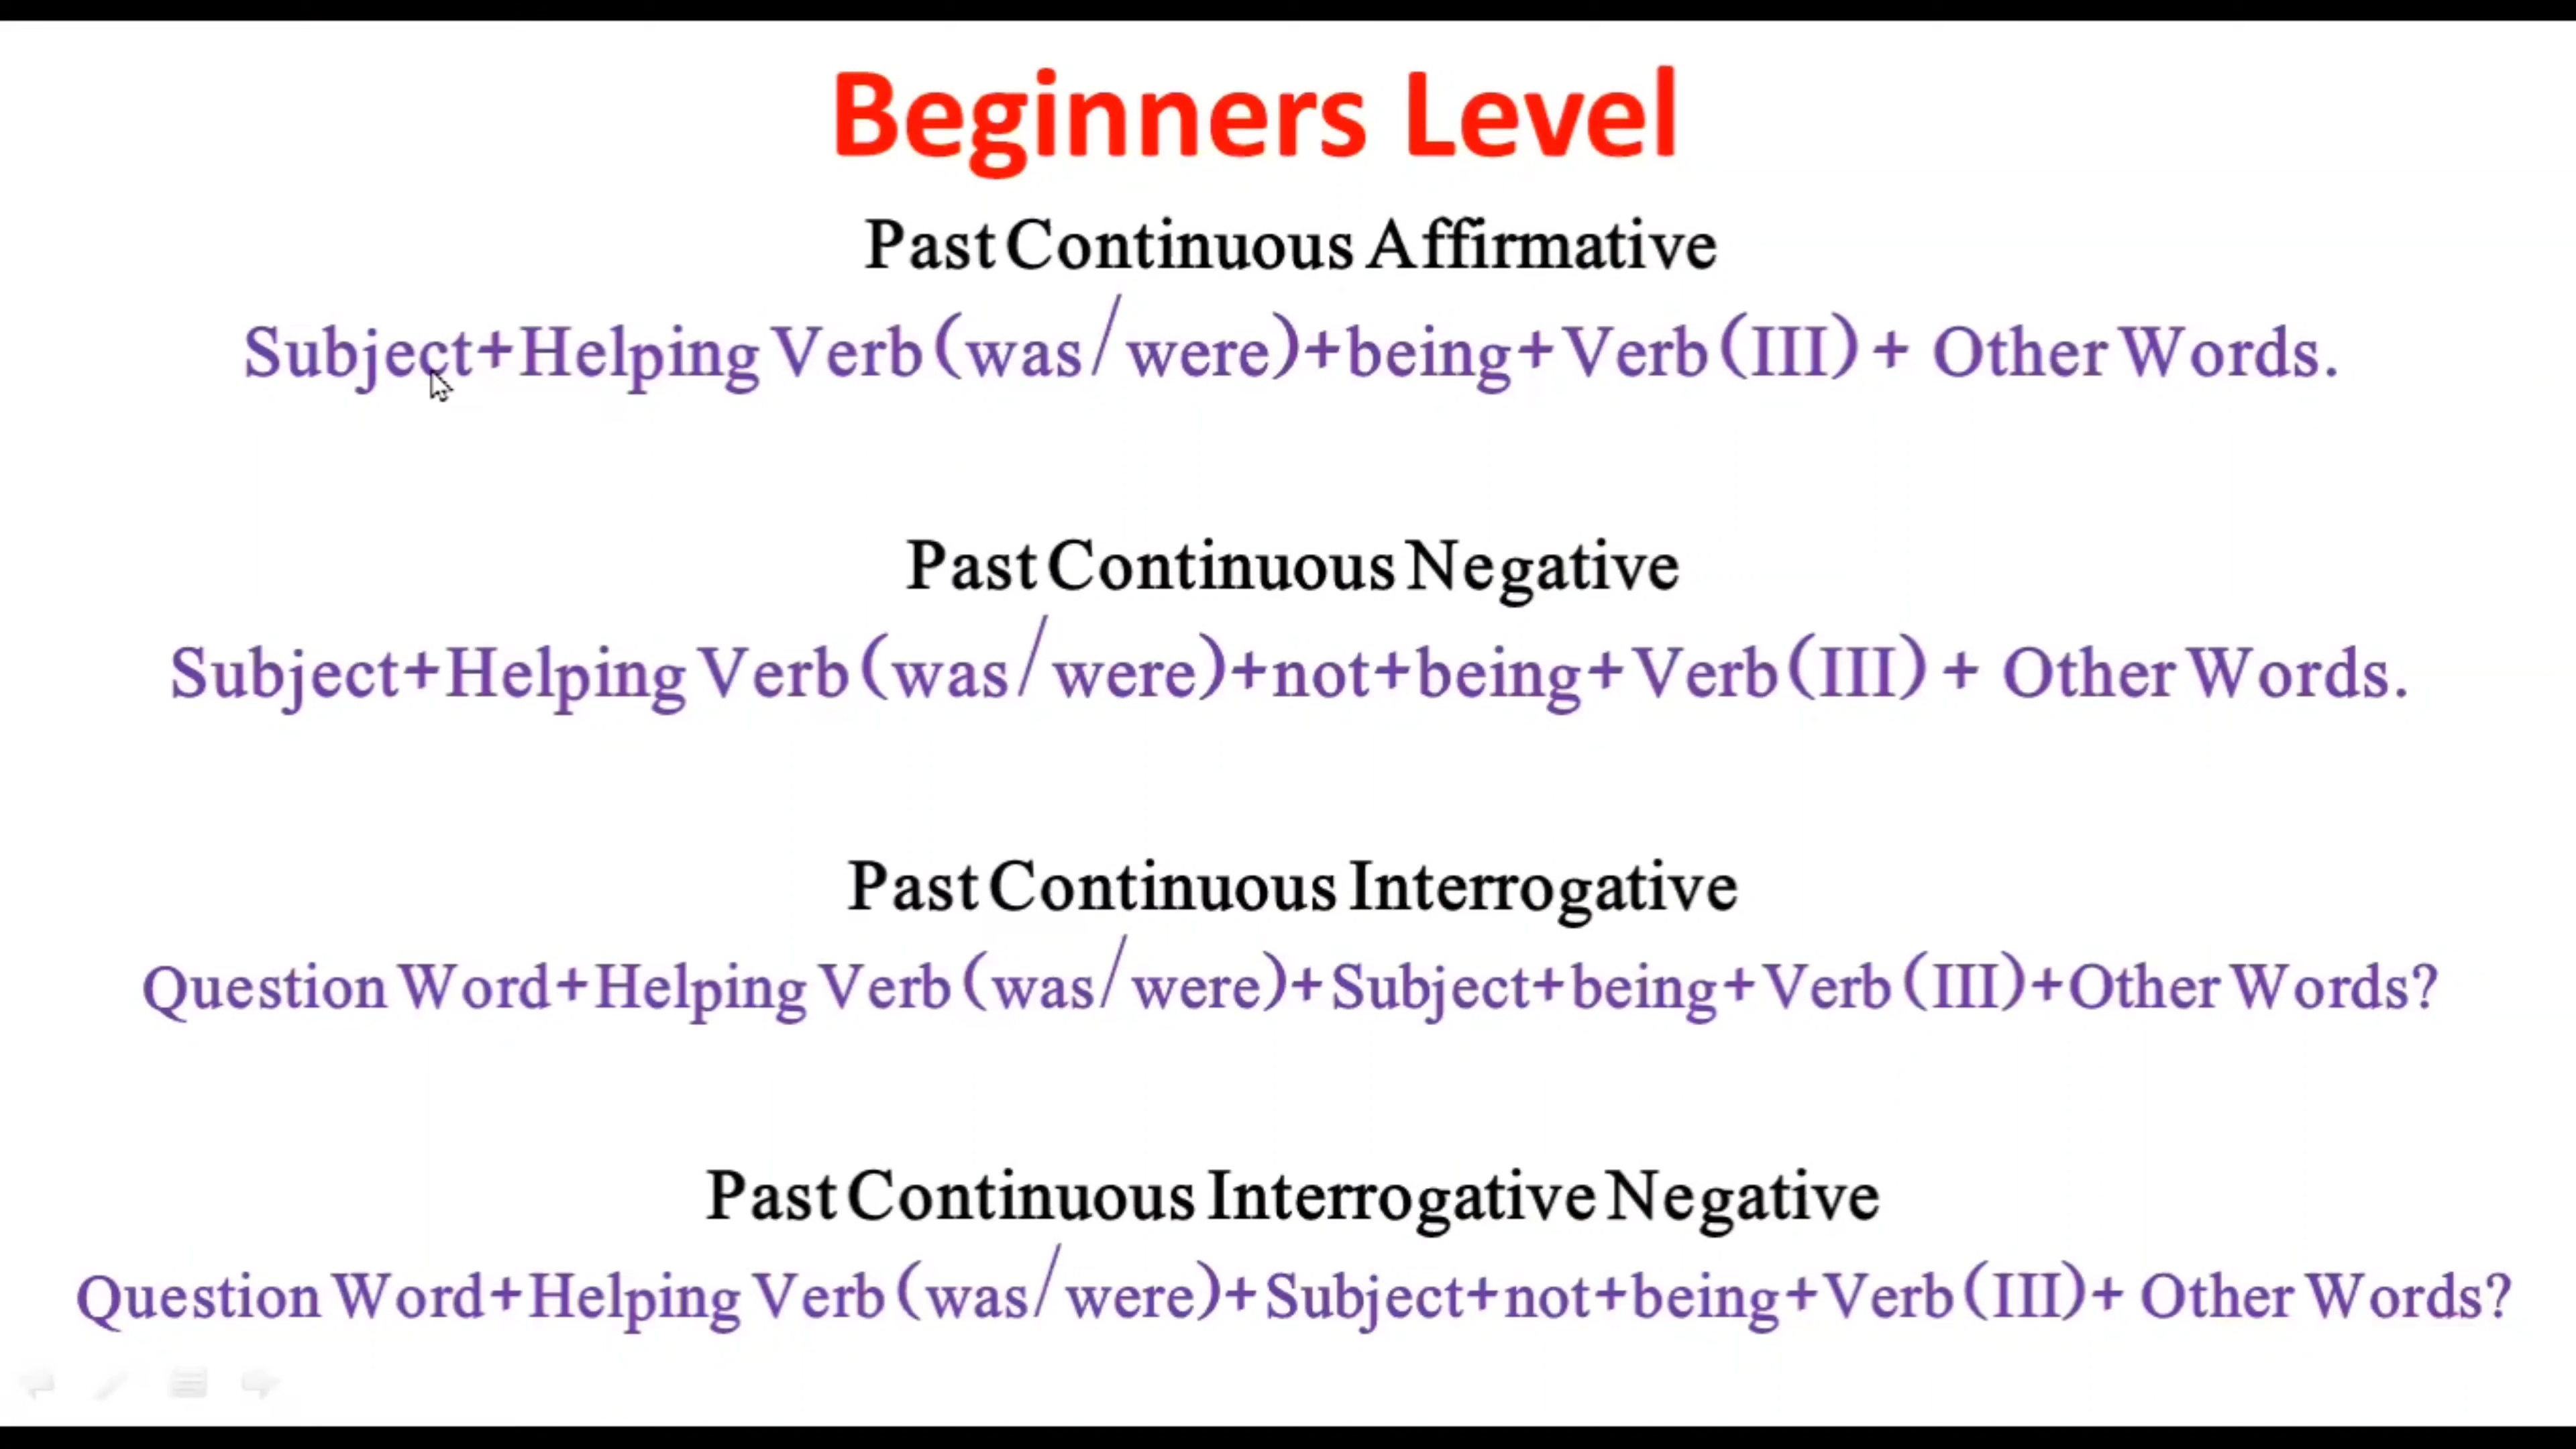 Beginners Level
Past Continuous Affirmative
Subject+Helping Verb(was/were)+being+Verb(III)+ Other Words.
Past Continuous Negative
Subject+Helping Verb(was/were)+not+being+Verb(III)+ Other Words.
Past Continuous Interrogative
Question Word+Helping Verb(was/were)+Subject+being+Verb(III)+Other Words?
Past Continuous Interrogative Negative
Question Word+Helping Verb(was/were)+Subject+not+being+Verb(III)+ Other Words?